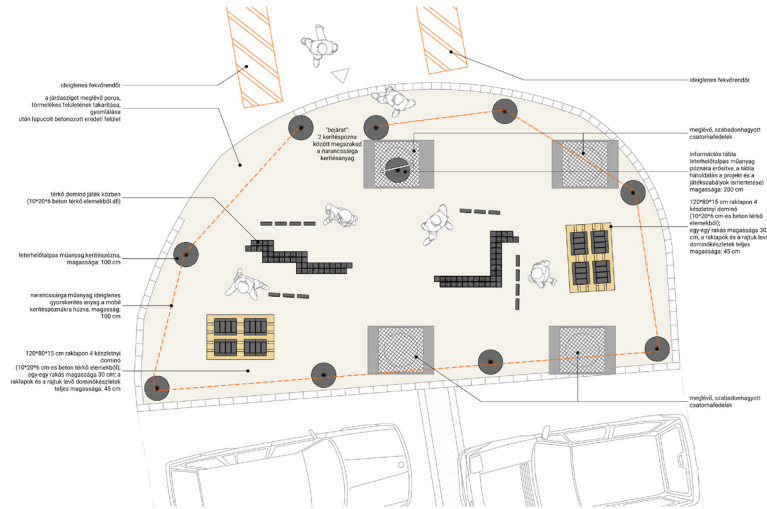 ideiglenes fekvőrendőr
a járdasziget meglévő poros,
törmelékes felületének takarítása,
gyomlálása
után lepucolt betonozott eredeti felület
térkő dominó játék közben
(10*20*6 beton térkő elemekből áll)
leterhelőtalpas műanyag kerítéspózna,
magassága: 100 cm
narancssárga műanyag ideiglenes
gyorskerítés anyag a mobil
kerítéspóznákra húzva, magasság:
100 cm
120*80*15 cm raklapon 4 készletnyi
dominó
(10*20*6 cm-es beton térkő elemekből);
egy-egy rakás magassága 30 cm; a
raklapok és a rajtuk levő dominókészletek
teljes magassága: 45 cm
"bejárat":
2 kerítéspózna
között megszakad
a narancssárga
kerítésanyag
ideiglenes fekvőrendőr
meglévő, szabadonhagyott
csatornafedelek
információs tábla
leterhelőtalpas műanyag
póznára erősítve, a tábla
hátoldalán a projekt és a
játékszabályok ismertetése)
magassága: 200 cm
120*80*15 cm raklapon 4
készletnyi dominó
(10*20*6 cm-es beton térkő
elemekből);
egy-egy rakás magassága 30
cm; a raklapok és a rajtuk levő
dominókészletek teljes
magassága: 45 cm
meglévő, szabadonhagyott
csatornafedelek